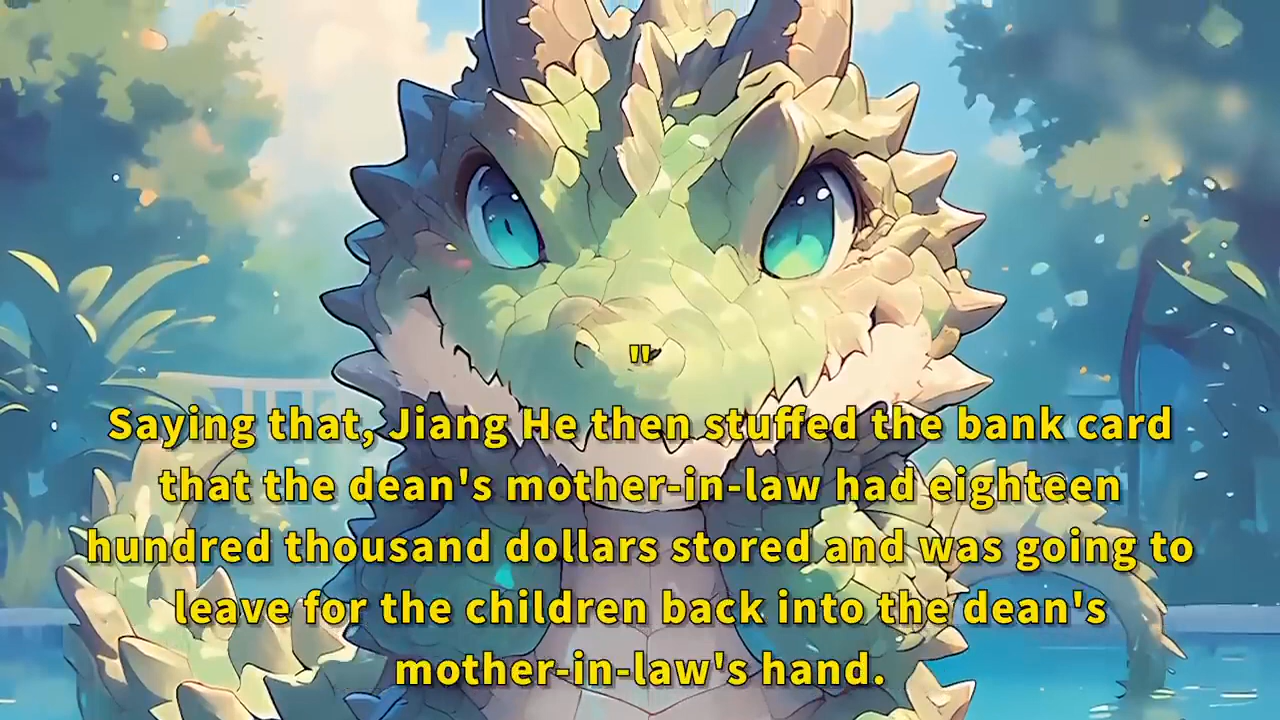 "
Saying that, Jiang He then stuffed the bank card
that the dean's mother-in-law had eighteen
hundred thousand dollars stored and was going to
leave for the children back into the dean's
mother-in-law's hand.